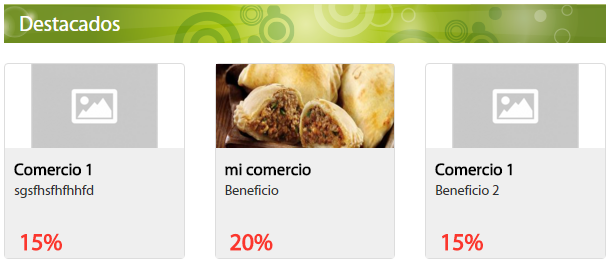 Destacados
Comercio 1
sgsfhsfhfhhfd
15%
mi comercio
Beneficio
20%
Comercio 1
Beneficio 2
15%